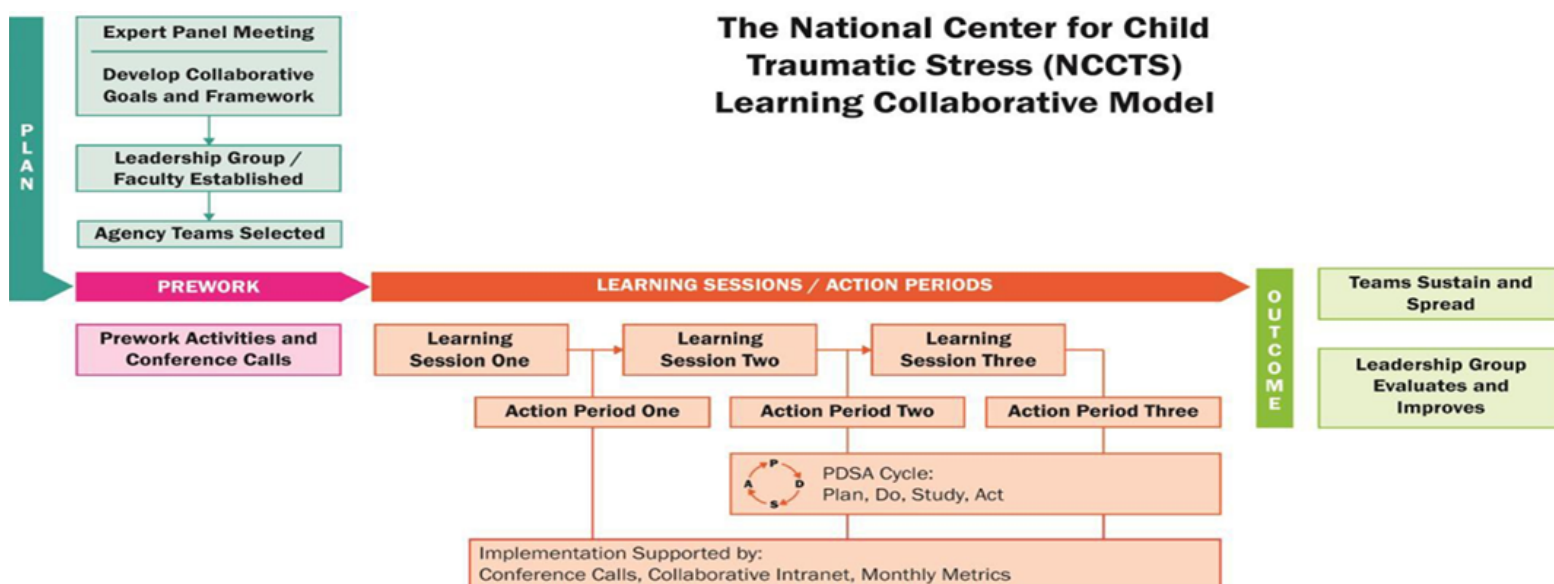 The National Center for Child
Traumatic Stress (NCCTS)
Learning Collaborative Model
PLAN
Expert Panel Meeting
Develop Collaborative
Goals and Framework
Leadership Group /
Faculty Established
Agency Teams Selected
PREWORK
Prework Activities and
Conference Calls
LEARNING SESSIONS / ACTION PERIODS
Learning
Session One
Learning
Session Two
Learning
Session Three
Action Period One
Action Period Two
Action Period Three
P
D
S
A
PDSA Cycle:
Plan, Do, Study, Act
Implementation Supported by:
Conference Calls, Collaborative Intranet, Monthly Metrics
OUTCOME
Teams Sustain and
Spread
Leadership Group
Evaluates and
Improves